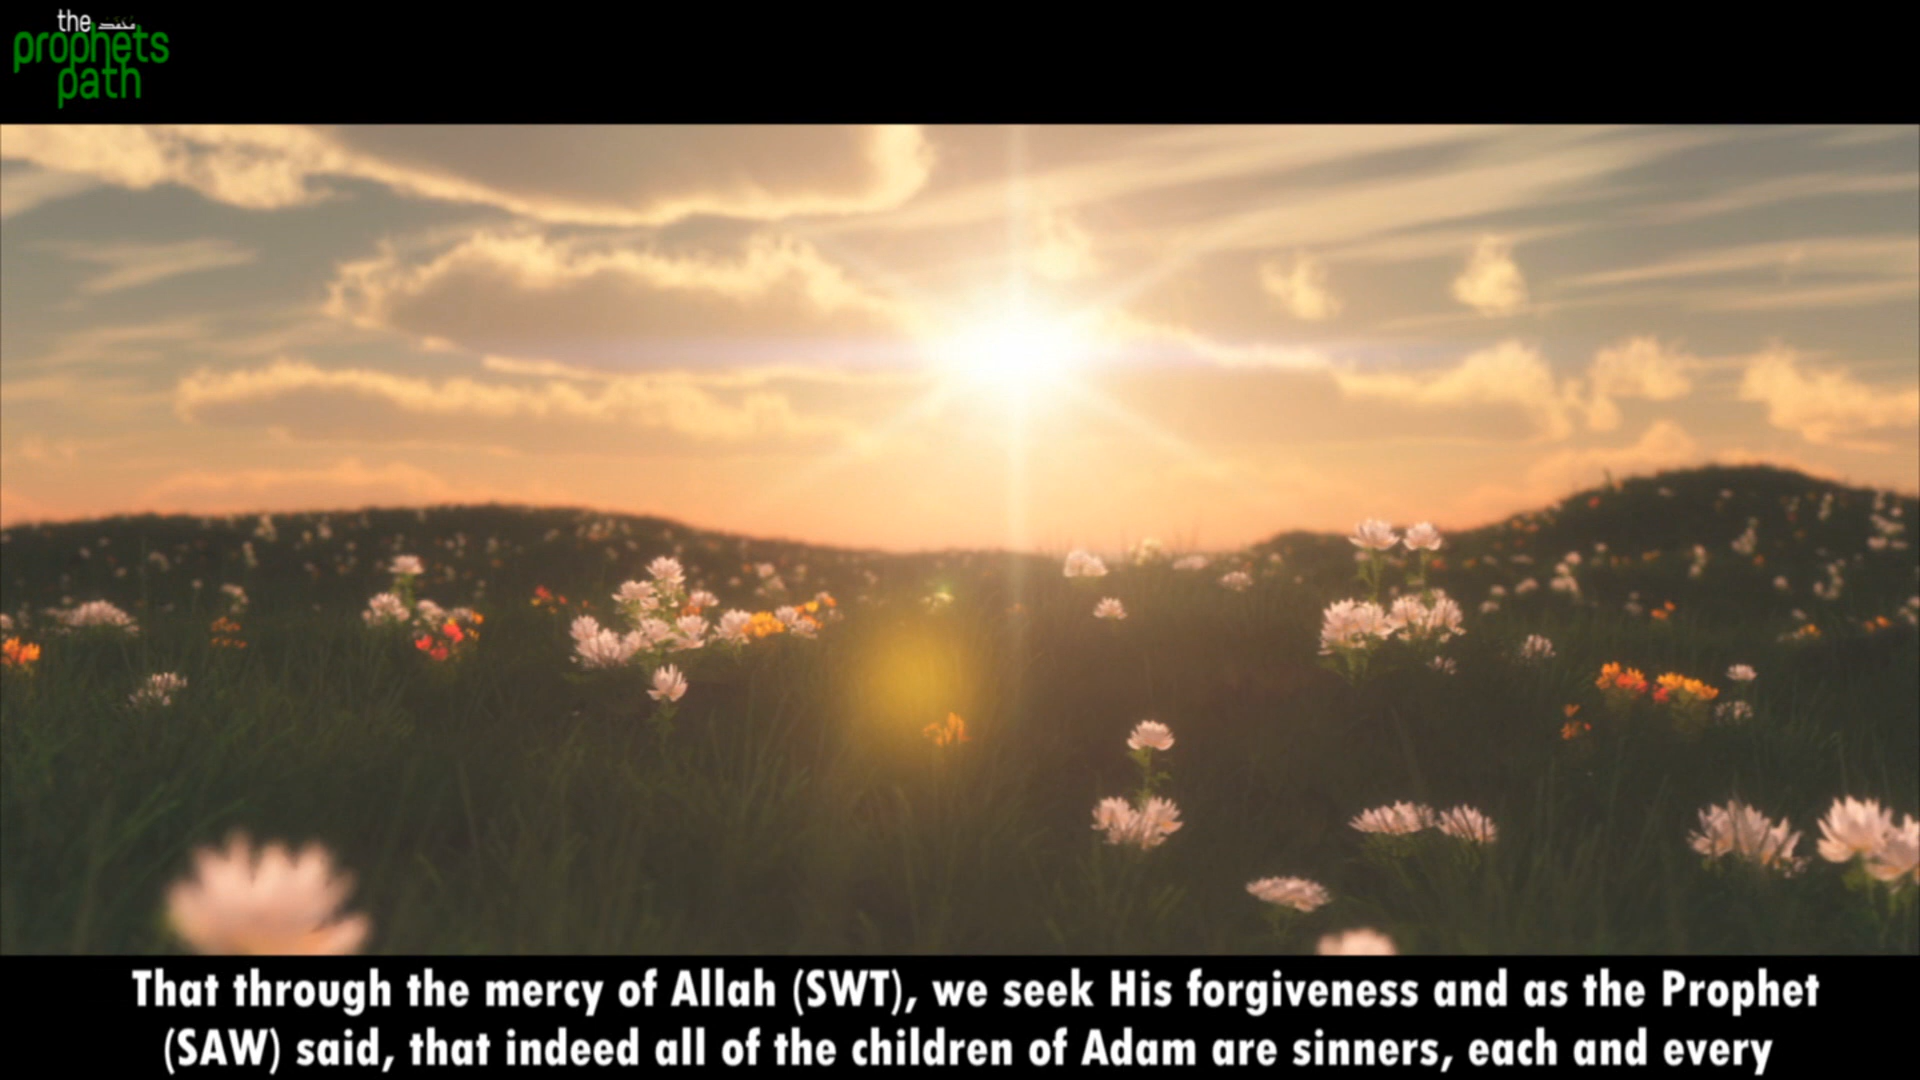 the محمد
prophets
path
That through the mercy of Allah (SWT), we seek His forgiveness and as the Prophet
(SAW) said, that indeed all of the children of Adam are sinners, each and every